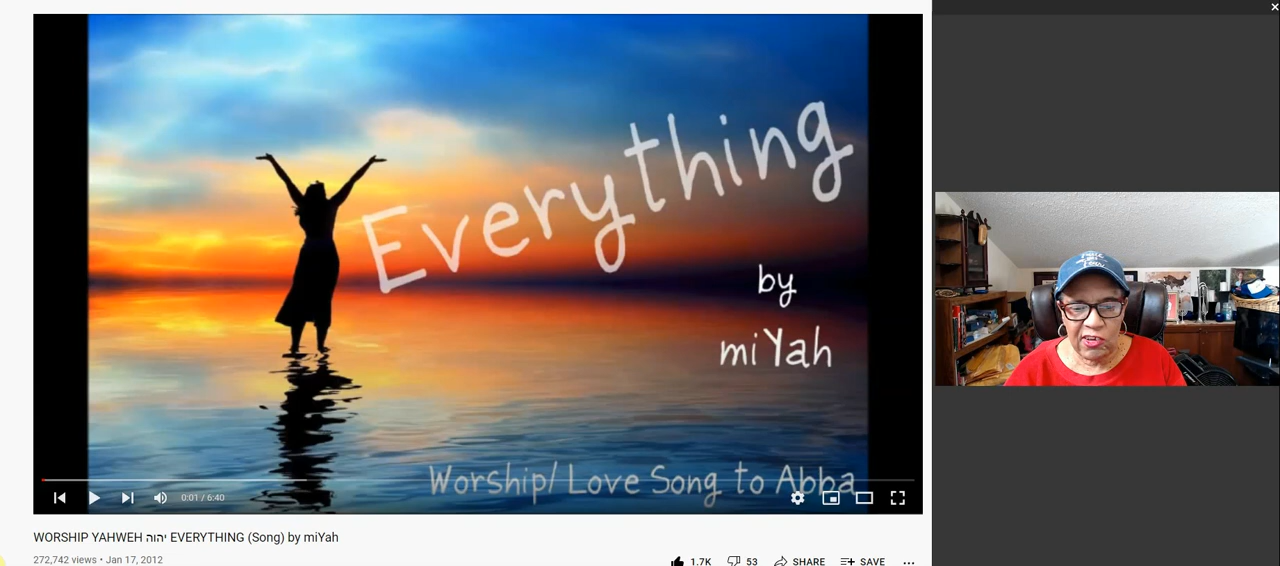 Everything
by
miYah
Worship/ Love Song to Abba
0:01 / 6:40
WORSHIP YAHWEH יהוה EVERYTHING (Song) by miYah
272,742 views • Jan 17, 2012
1.7K
53
SHARE
SAVE